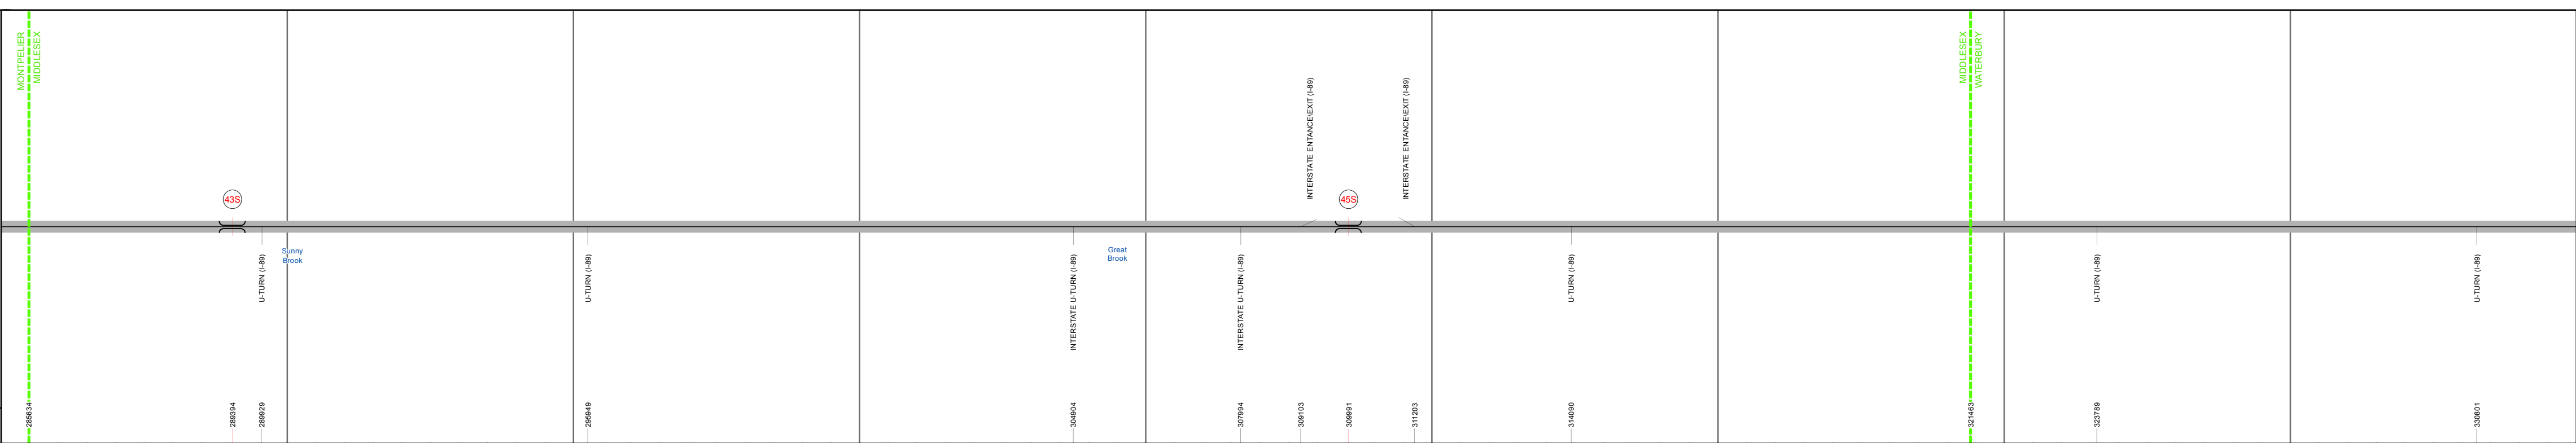 MONTPELIER
MIDDLESEX
MIDDLESEX
WATERBURY
INTERSTATE ENTANCE\EXIT (I-89)
INTERSTATE ENTANCE\EXIT (I-89)
43S
45S
Sunny
Brook
Great
Brook
U-TURN (I-89)
U-TURN (I-89)
INTERSTATE U-TURN (I-89)
INTERSTATE U-TURN (I-89)
U-TURN (I-89)
U-TURN (I-89)
U-TURN (I-89)
285634
289394
289929
295949
304904
307994
309103
309991
311203
314090
321463
323789
330801